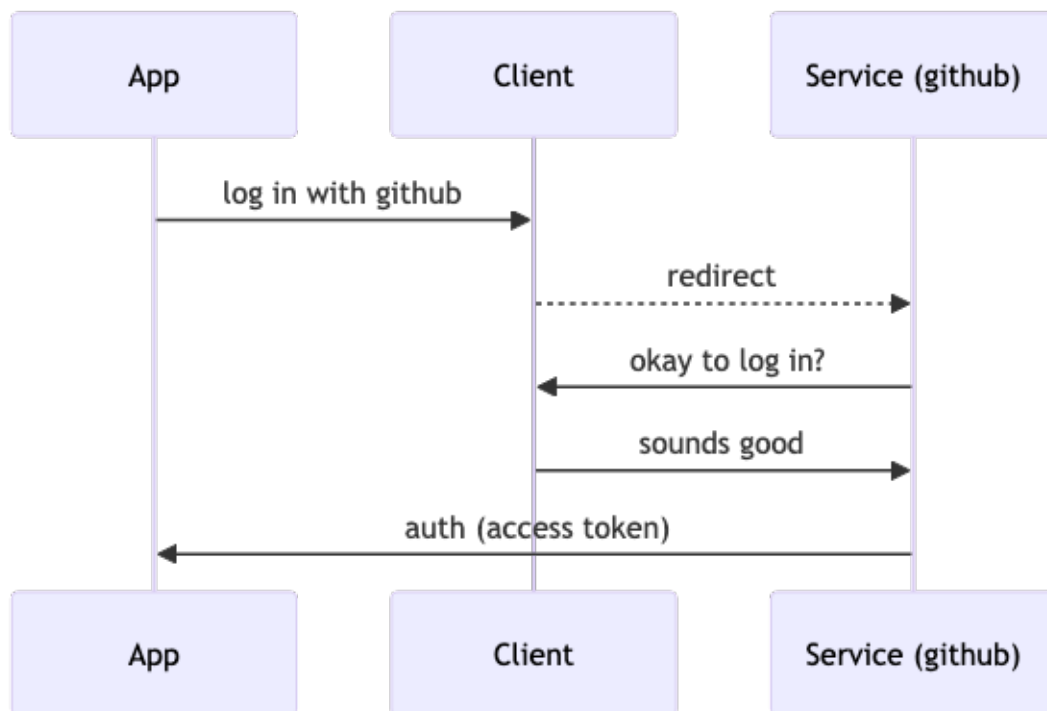 App
Client
Service (github)
log in with github
redirect
okay to log in?
sounds good
auth (access token)
App
Client
Service (github)